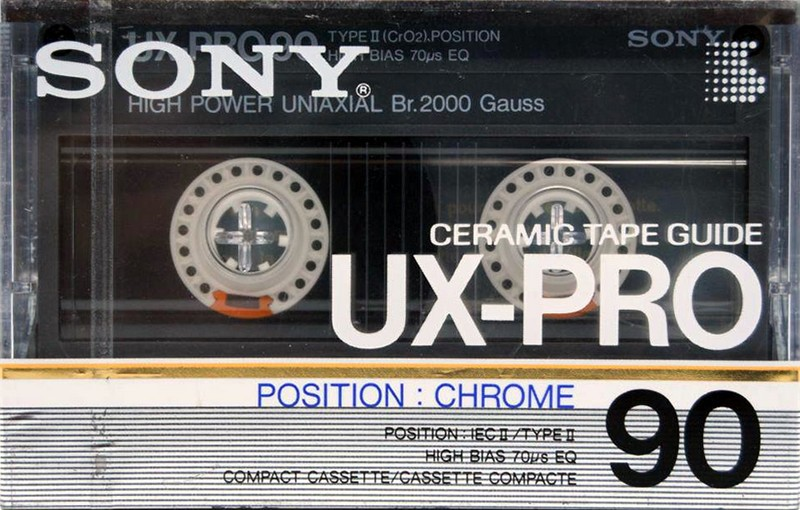 UX-PRO 90
TYPE II (CrO2). POSITION
HIGH BIAS 70µs EQ
SONY
SONY®
HIGH POWER UNIAXIAL Br.2000 Gauss
CERAMIC TAPE GUIDE
UX-PRO
POSITION : CHROME
90
POSITION : IEC II / TYPE II
HIGH BIAS 70µs EQ
COMPACT CASSETTE/CASSETTE COMPACTE